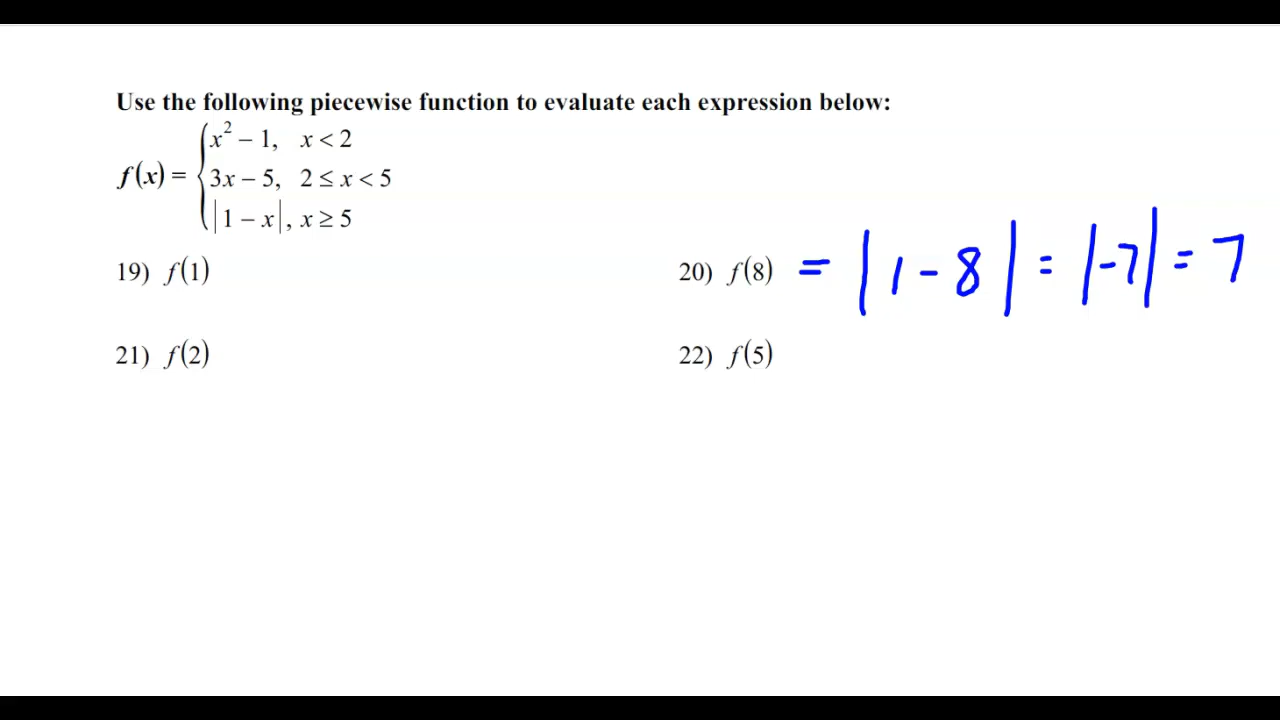 Use the following piecewise function to evaluate each expression below:
x² − 1, x < 2
f(x) = { 3x − 5, 2 ≤ x < 5
|1 − x|, x ≥ 5
19) f(1)
20) f(8) = |1 - 8| = |-7| = 7
21) f(2)
22) f(5)